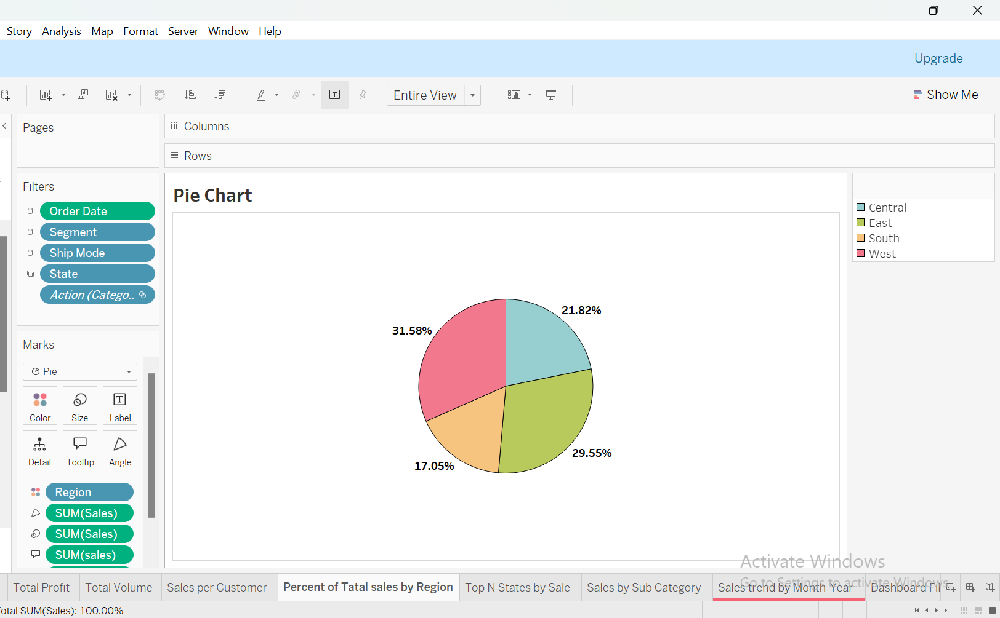 Story Analysis Map Format Server Window Help
Upgrade
Entire View
Show Me
Pages
Columns
Rows
Filters
Order Date
Segment
Ship Mode
State
Action (Catego..
Marks
Pie
Color Size Label
Detail Tooltip Angle
Region
SUM(Sales)
SUM(Sales)
SUM(sales)
Pie Chart
21.82%
31.58%
29.55%
17.05%
Central
East
South
West
Activate Windows
Go to Settings to activate Windows.
Total Profit Total Volume Sales per Customer Percent of Tatal sales by Region Top N States by Sale Sales by Sub Category Sales trend by Month-Year Dashboard Fil
otal SUM(Sales): 100.00%